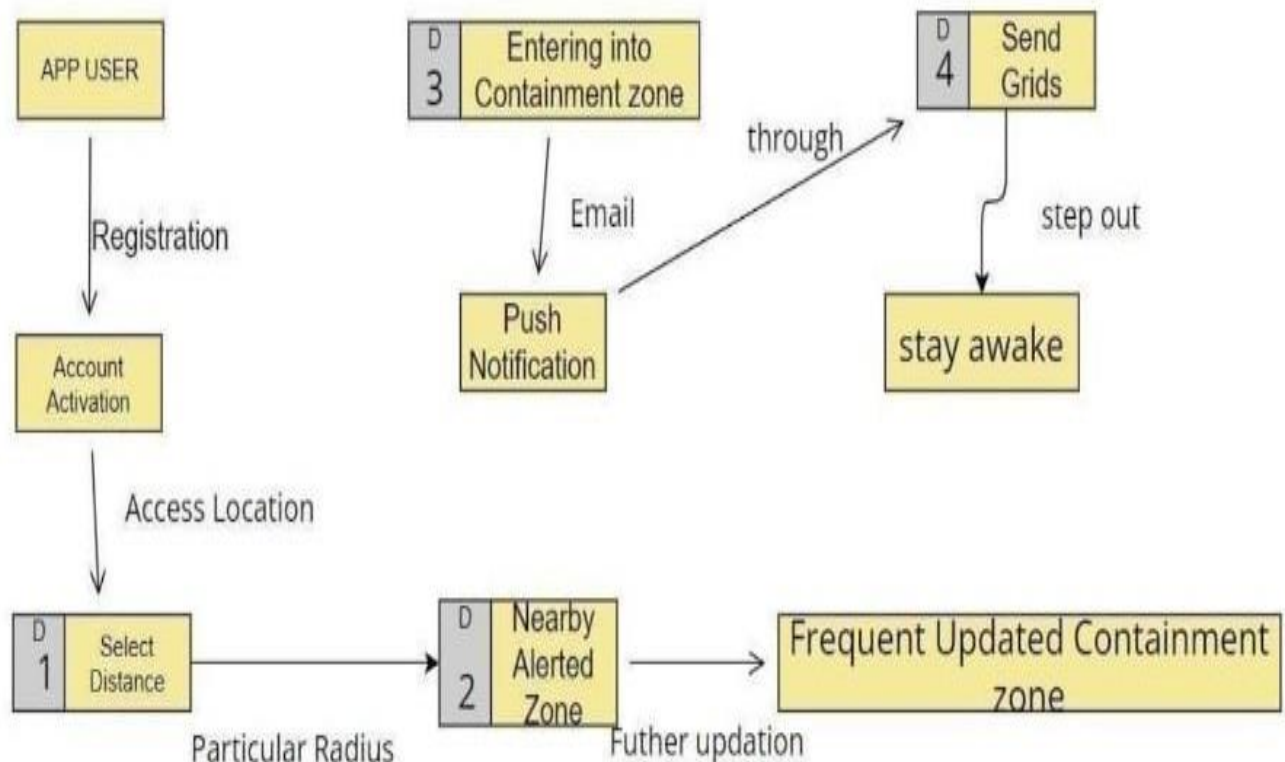 APP USER
Registration
Account
Activation
Access Location
D
1
Select
Distance
Particular Radius
D
2
Nearby
Alerted
Zone
Futher updation
Frequent Updated Containment
zone
D
3
Entering into
Containment zone
Email
Push
Notification
through
D
4
Send
Grids
step out
stay awake